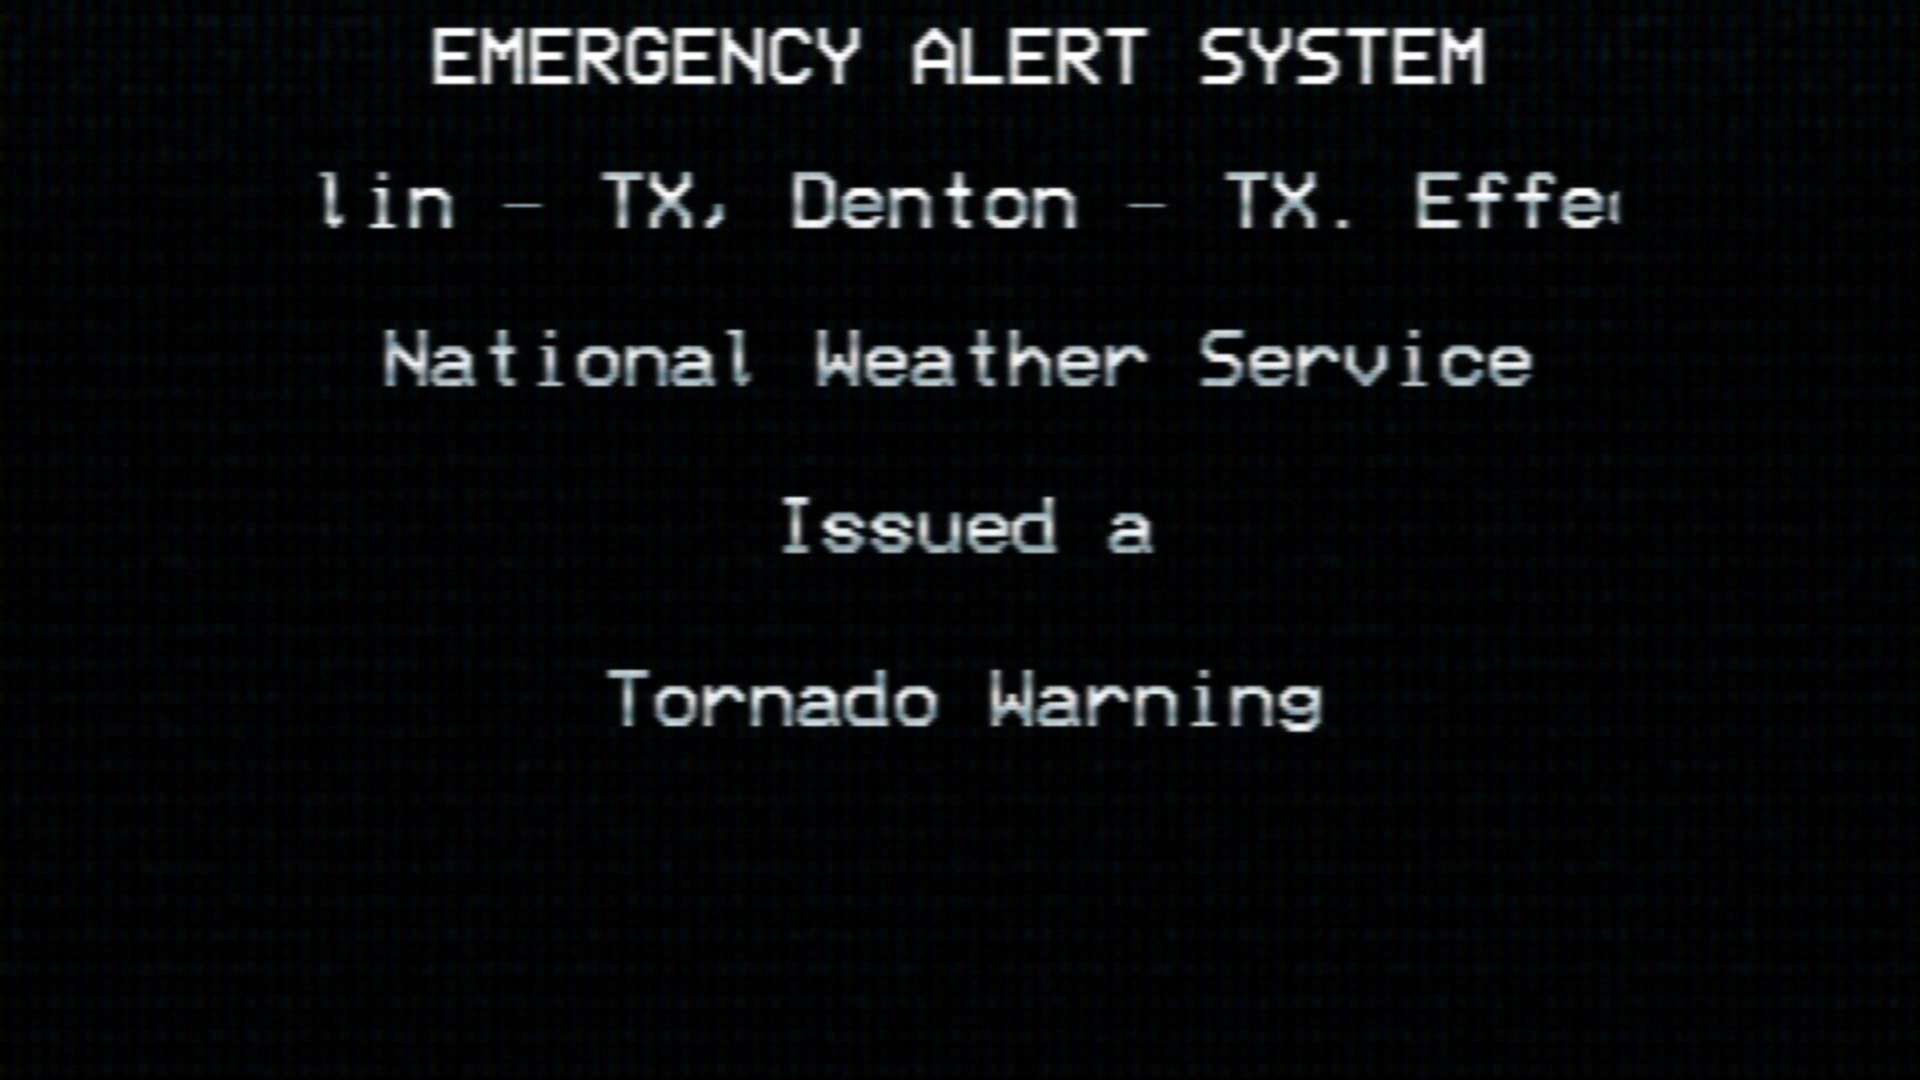 EMERGENCY ALERT SYSTEM
lin - TX, Denton - TX. Effe
National Weather Service
Issued a
Tornado Warning